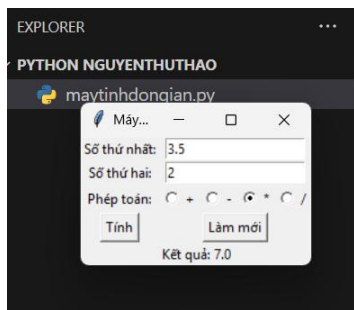 EXPLORER ...
PYTHON NGUYENTHUTHAO
maytinhdongian.py
Máy...
Số thứ nhất: 3.5
Số thứ hai: 2
Phép toán: + - * /
Tính Làm mới
Kết quả: 7.0